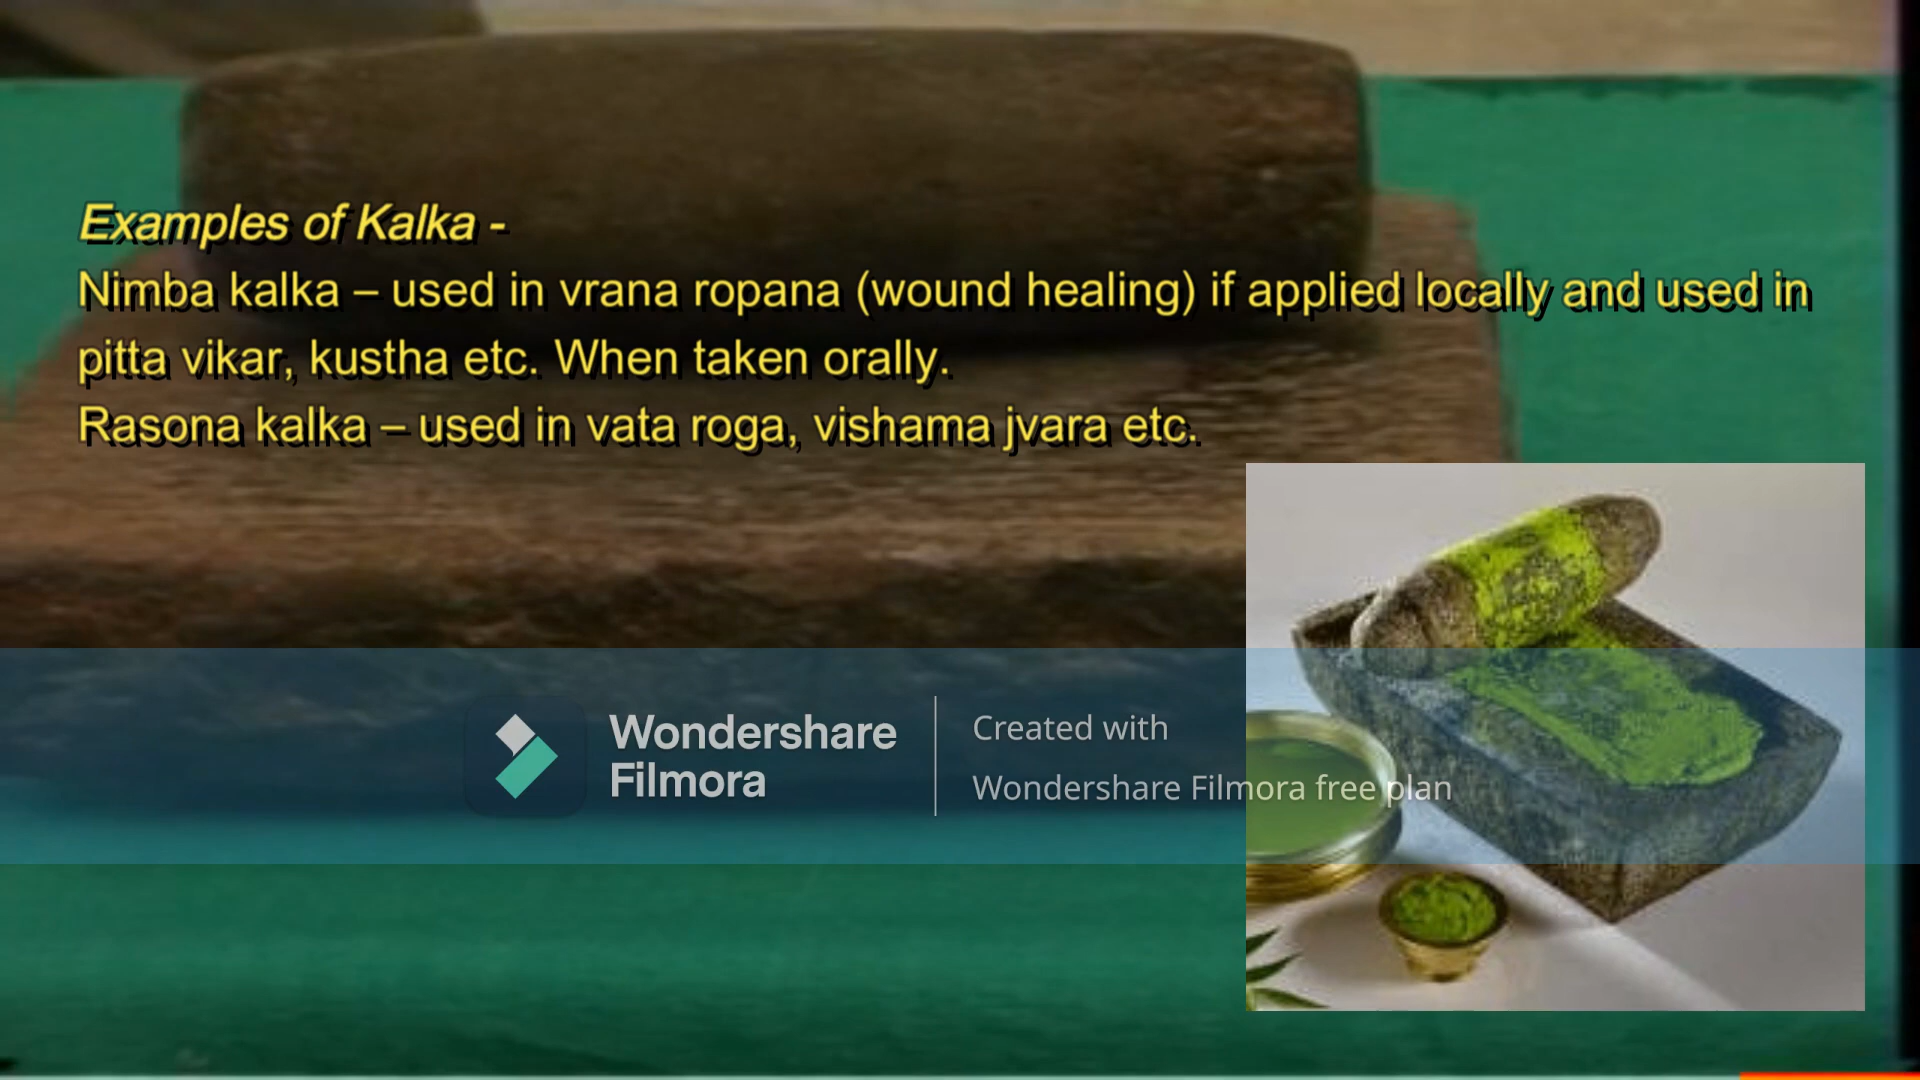 Examples of Kalka -
Nimba kalka – used in vrana ropana (wound healing) if applied locally and used in
pitta vikar, kustha etc. When taken orally.
Rasona kalka – used in vata roga, vishama jvara etc.
Wondershare
Filmora
Created with
Wondershare Filmora free plan